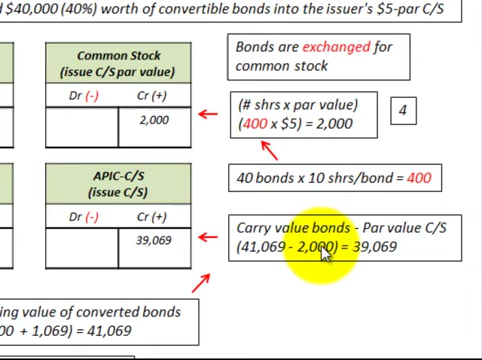 $40,000 (40%) worth of convertible bonds into the issuer's $5-par C/S
Bonds are exchanged for
common stock
Common Stock
(issue C/S par value)
Dr (-) Cr (+)
2,000
(# shrs x par value)
(400 x $5) = 2,000
4
40 bonds x 10 shrs/bond = 400
APIC-C/S
(issue C/S)
Dr (-) Cr (+)
39,069
Carry value bonds - Par value C/S
(41,069 - 2,000) = 39,069
value of converted bonds
+ 1,069) = 41,069